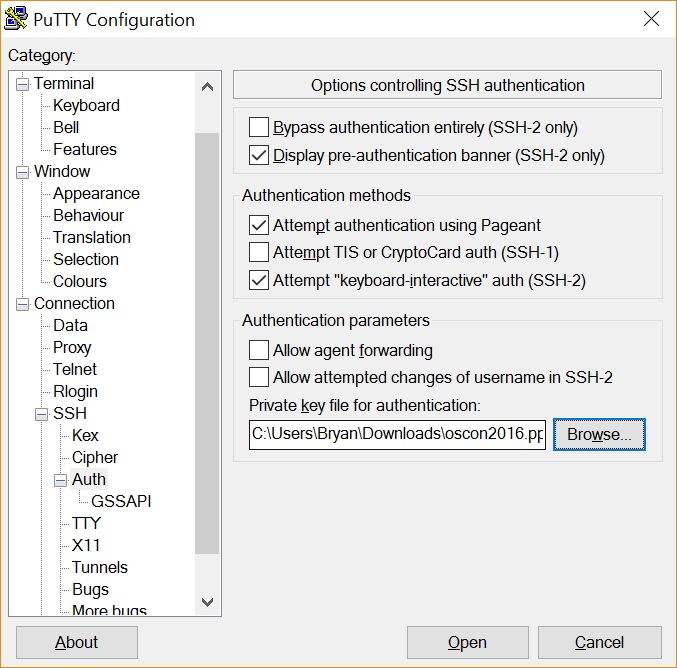 PuTTY Configuration
Category:
Terminal
Keyboard
Bell
Features
Window
Appearance
Behaviour
Translation
Selection
Colours
Connection
Data
Proxy
Telnet
Rlogin
SSH
Kex
Cipher
Auth
GSSAPI
TTY
X11
Tunnels
Bugs
More bugs
Options controlling SSH authentication
Bypass authentication entirely (SSH-2 only)
Display pre-authentication banner (SSH-2 only)
Authentication methods
Attempt authentication using Pageant
Attempt TIS or CryptoCard auth (SSH-1)
Attempt "keyboard-interactive" auth (SSH-2)
Authentication parameters
Allow agent forwarding
Allow attempted changes of username in SSH-2
Private key file for authentication:
C:\Users\Bryan\Downloads\oscon2016.pp
Browse...
About
Open
Cancel